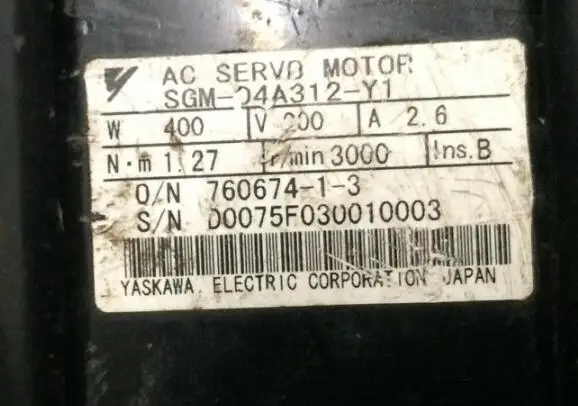 AC SERVO MOTOR
SGM-04A312-Y1
W 400 V 200 A 2.6
N·m 1.27 r/min 3000 Ins.B
O/N 760674-1-3
S/N D0075F030010003
YASKAWA ELECTRIC CORPORATION JAPAN